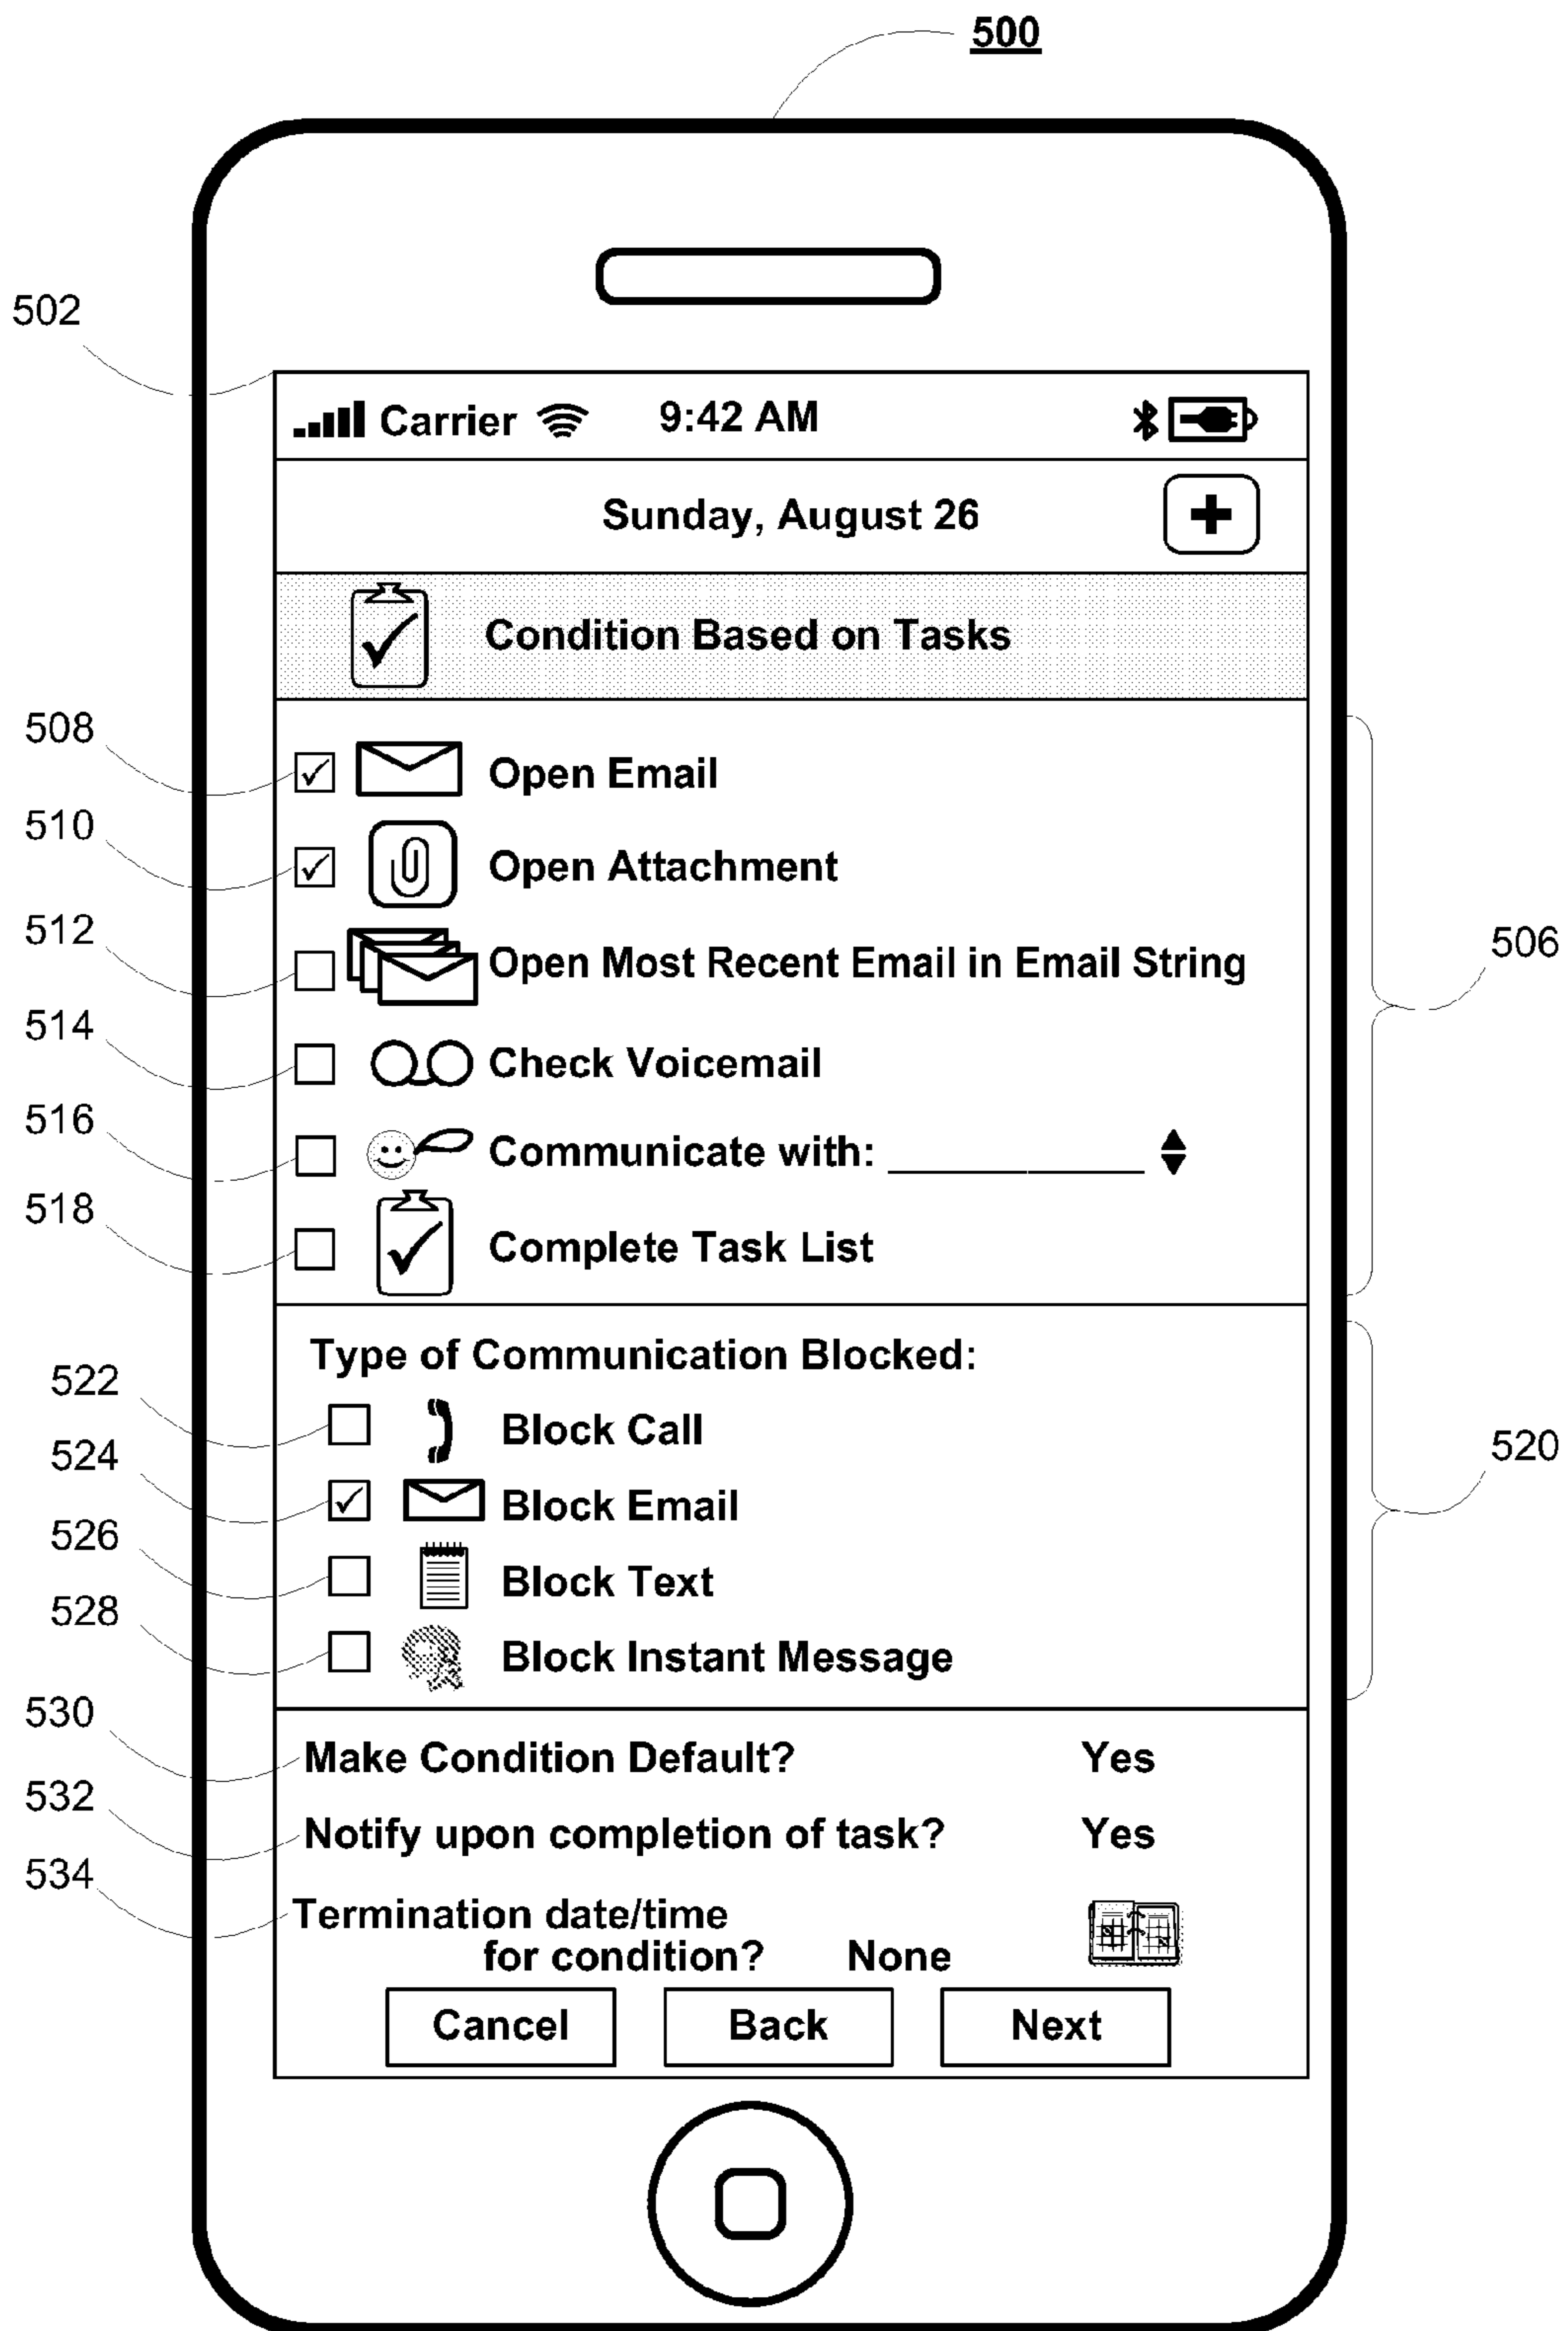 500
502
Carrier 9:42 AM
Sunday, August 26
Condition Based on Tasks
508 Open Email
510 Open Attachment
512 Open Most Recent Email in Email String
506
514 Check Voicemail
516 Communicate with: ___________
518 Complete Task List
Type of Communication Blocked:
522 Block Call
520
524 Block Email
526 Block Text
528 Block Instant Message
530 Make Condition Default? Yes
532 Notify upon completion of task? Yes
534 Termination date/time
for condition? None
Cancel Back Next